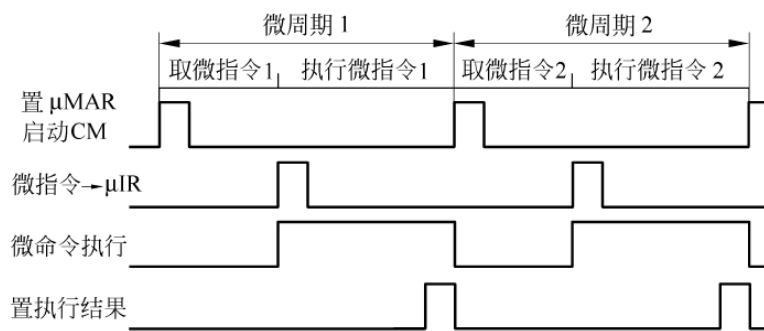 微周期 1
微周期 2
取微指令1
执行微指令1
取微指令2
执行微指令 2
置 μMAR
启动CM
微指令→μIR
微命令执行
置执行结果